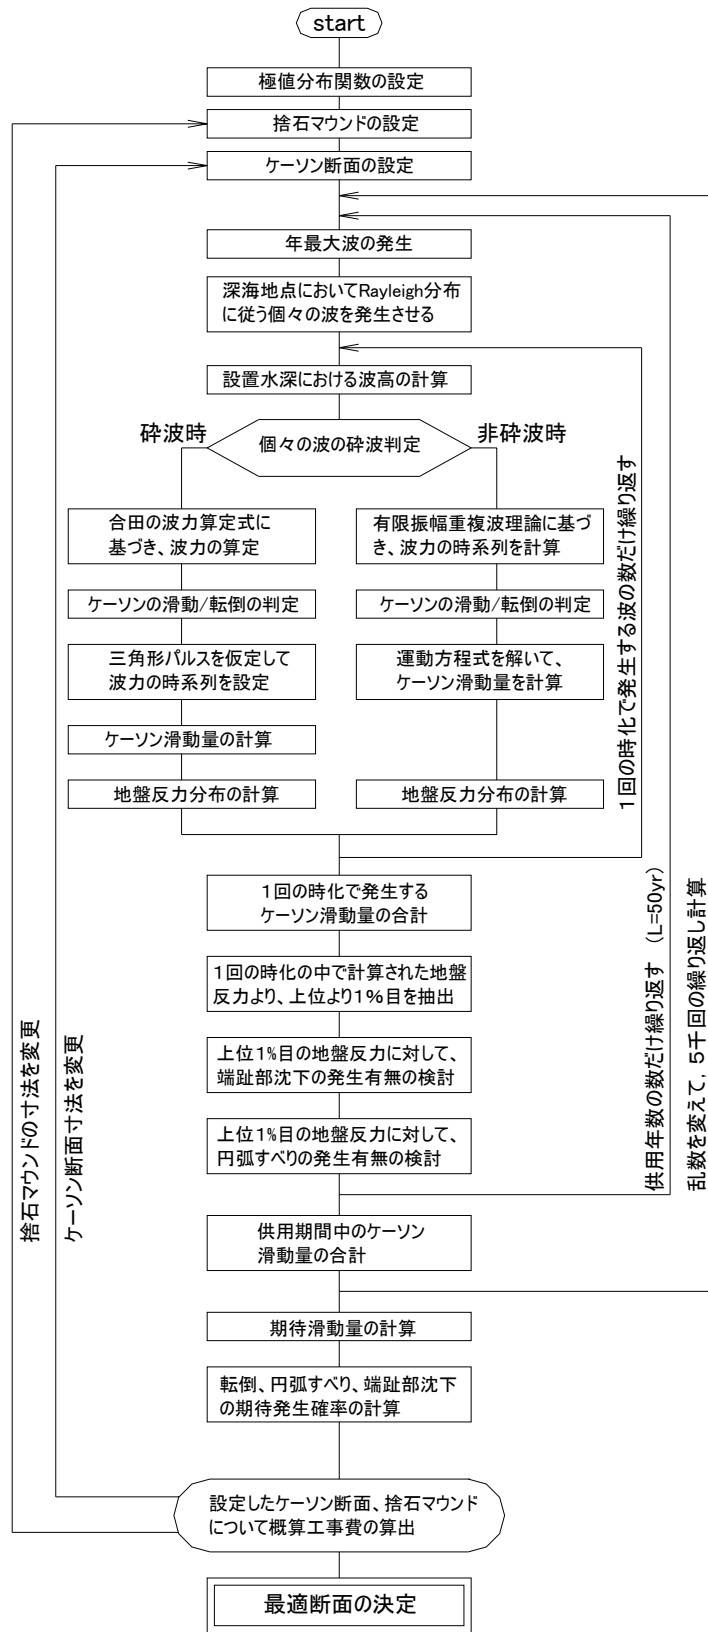 start
極値分布関数の設定
捨石マウンドの設定
ケーソン断面の設定
年最大波の発生
深海地点においてRayleigh分布
に従う個々の波を発生させる
設置水深における波高の計算
砕波時
個々の波の砕波判定
非砕波時
合田の波力算定式に
基づき、波力の算定
ケーソンの滑動/転倒の判定
三角形パルスを仮定して
波力の時系列を設定
ケーソン滑動量の計算
地盤反力分布の計算
有限振幅重複波理論に基づ
き、波力の時系列を計算
ケーソンの滑動/転倒の判定
運動方程式を解いて、
ケーソン滑動量を計算
地盤反力分布の計算
1回の時化で発生する波の数だけ繰り返す
1回の時化で発生する
ケーソン滑動量の合計
1回の時化の中で計算された地盤
反力より、上位より1%目を抽出
上位1%目の地盤反力に対して、
端趾部沈下の発生有無の検討
上位1%目の地盤反力に対して、
円弧すべりの発生有無の検討
供用年数の数だけ繰り返す (L=50yr)
供用期間中のケーソン
滑動量の合計
乱数を変えて,5千回の繰り返し計算
期待滑動量の計算
転倒、円弧すべり、端趾部沈下
の期待発生確率の計算
捨石マウンドの寸法を変更
ケーソン断面寸法を変更
設定したケーソン断面、捨石マウンド
について概算工事費の算出
最適断面の決定